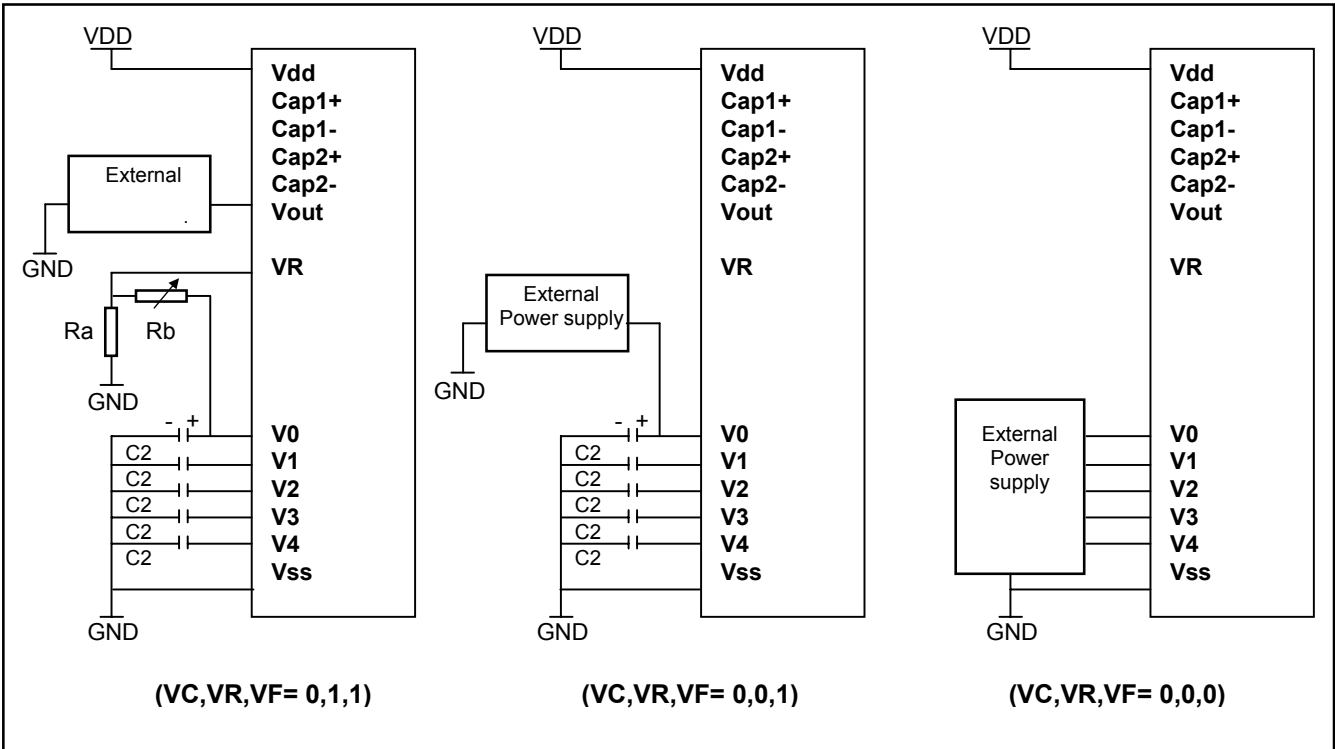 VDD
Vdd
Cap1+
Cap1-
Cap2+
Cap2-
Vout
External
.
GND
VR
Ra
Rb
GND
- +
V0
C2
V1
C2
V2
C2
V3
C2
V4
C2
Vss
GND
(VC,VR,VF= 0,1,1)
VDD
Vdd
Cap1+
Cap1-
Cap2+
Cap2-
Vout
VR
External
Power supply
GND
- +
V0
C2
V1
C2
V2
C2
V3
C2
V4
C2
Vss
GND
(VC,VR,VF= 0,0,1)
VDD
Vdd
Cap1+
Cap1-
Cap2+
Cap2-
Vout
VR
External
Power
supply
V0
V1
V2
V3
V4
Vss
GND
(VC,VR,VF= 0,0,0)